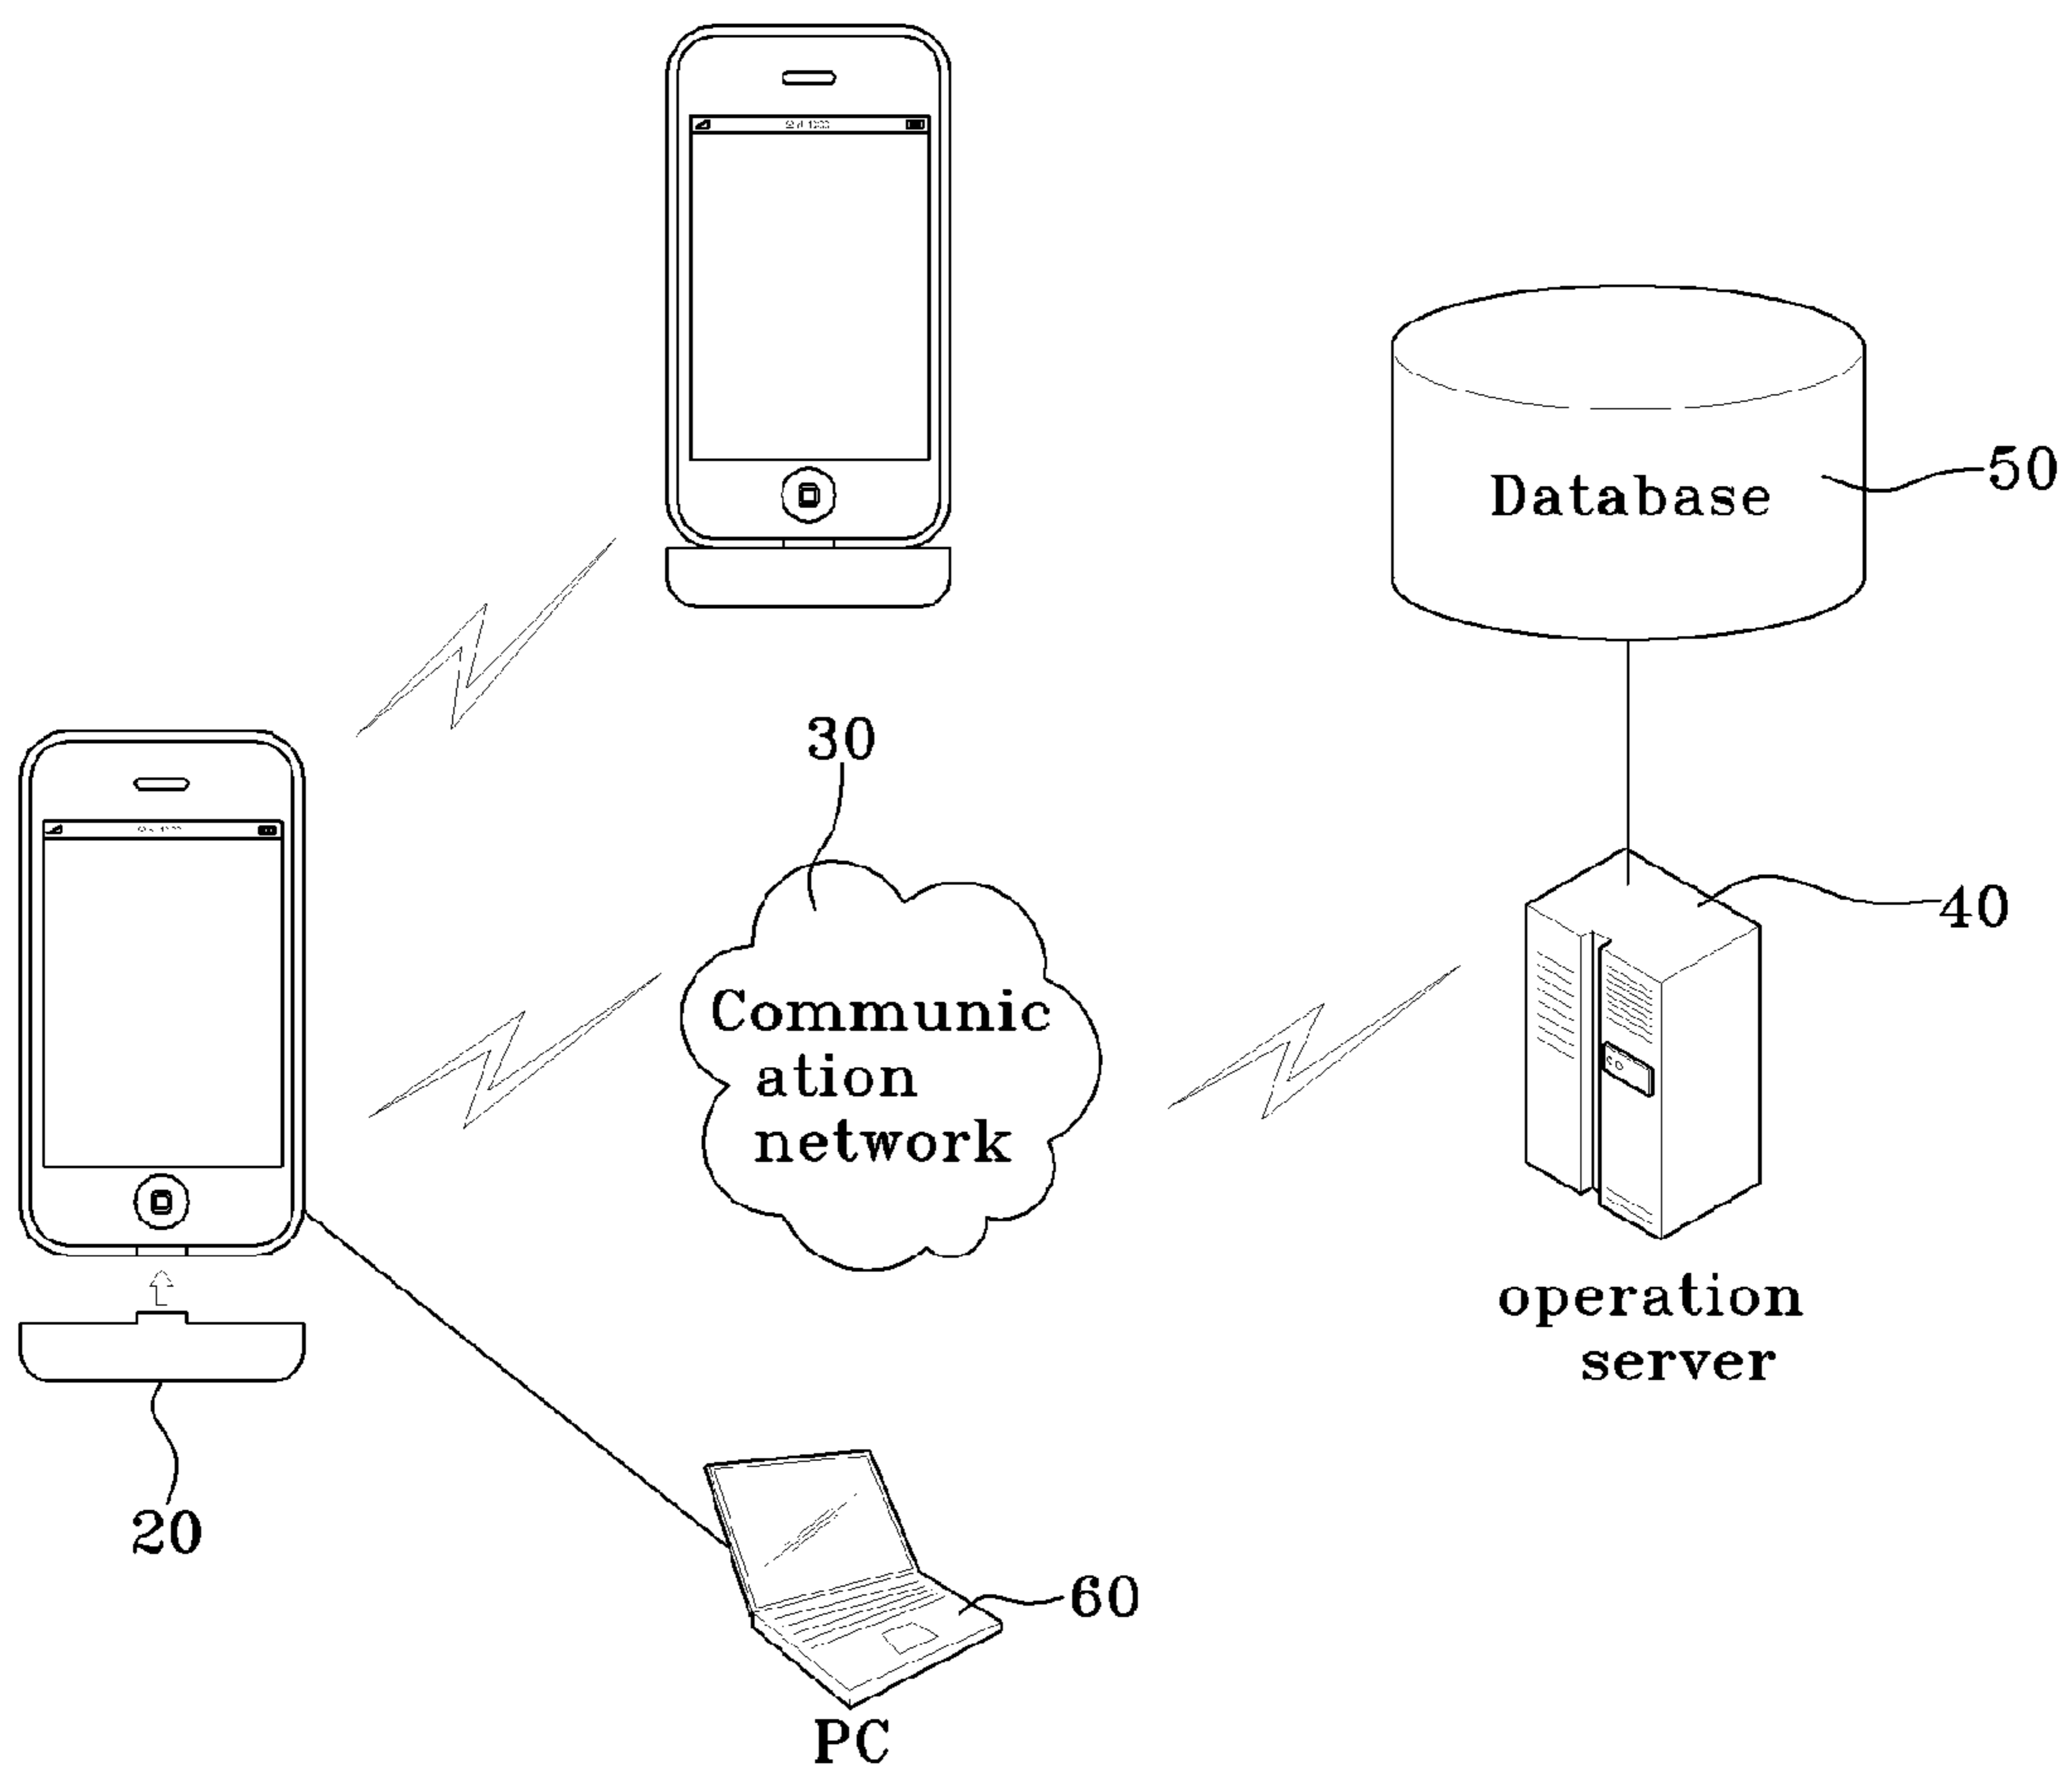 Database
50
30
40
Communic
ation
network
operation
server
20
60
PC